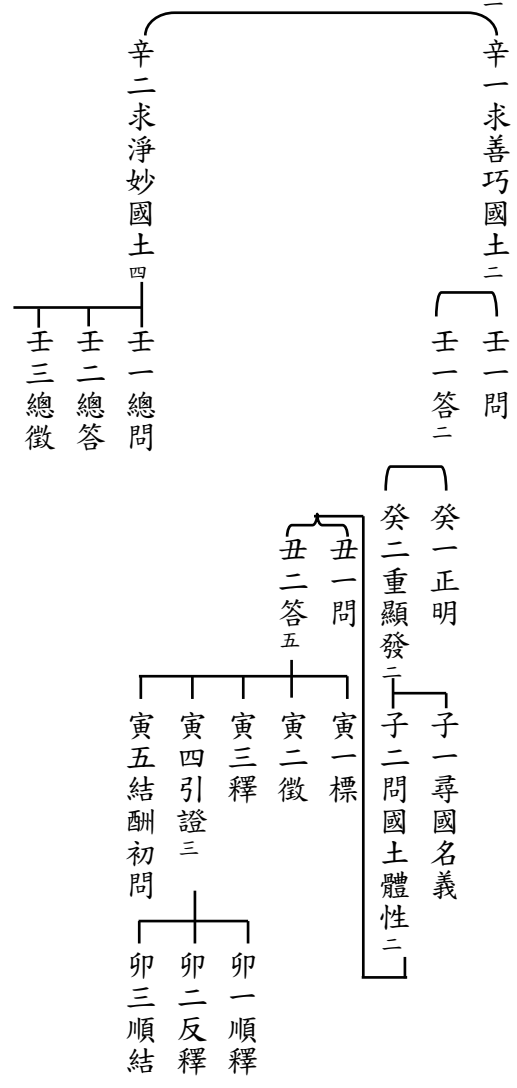 一
辛一求善巧國土二
辛二求淨妙國土四
壬一問
壬一答二
壬一總問
壬二總答
壬三總徵
癸一正明
癸二重顯發二
子一尋國名義
子二問國土體性二
丑一問
丑二答五
寅一標
寅二徵
寅三釋
寅四引證三
寅五結酬初問
卯一順釋
卯二反釋
卯三順結